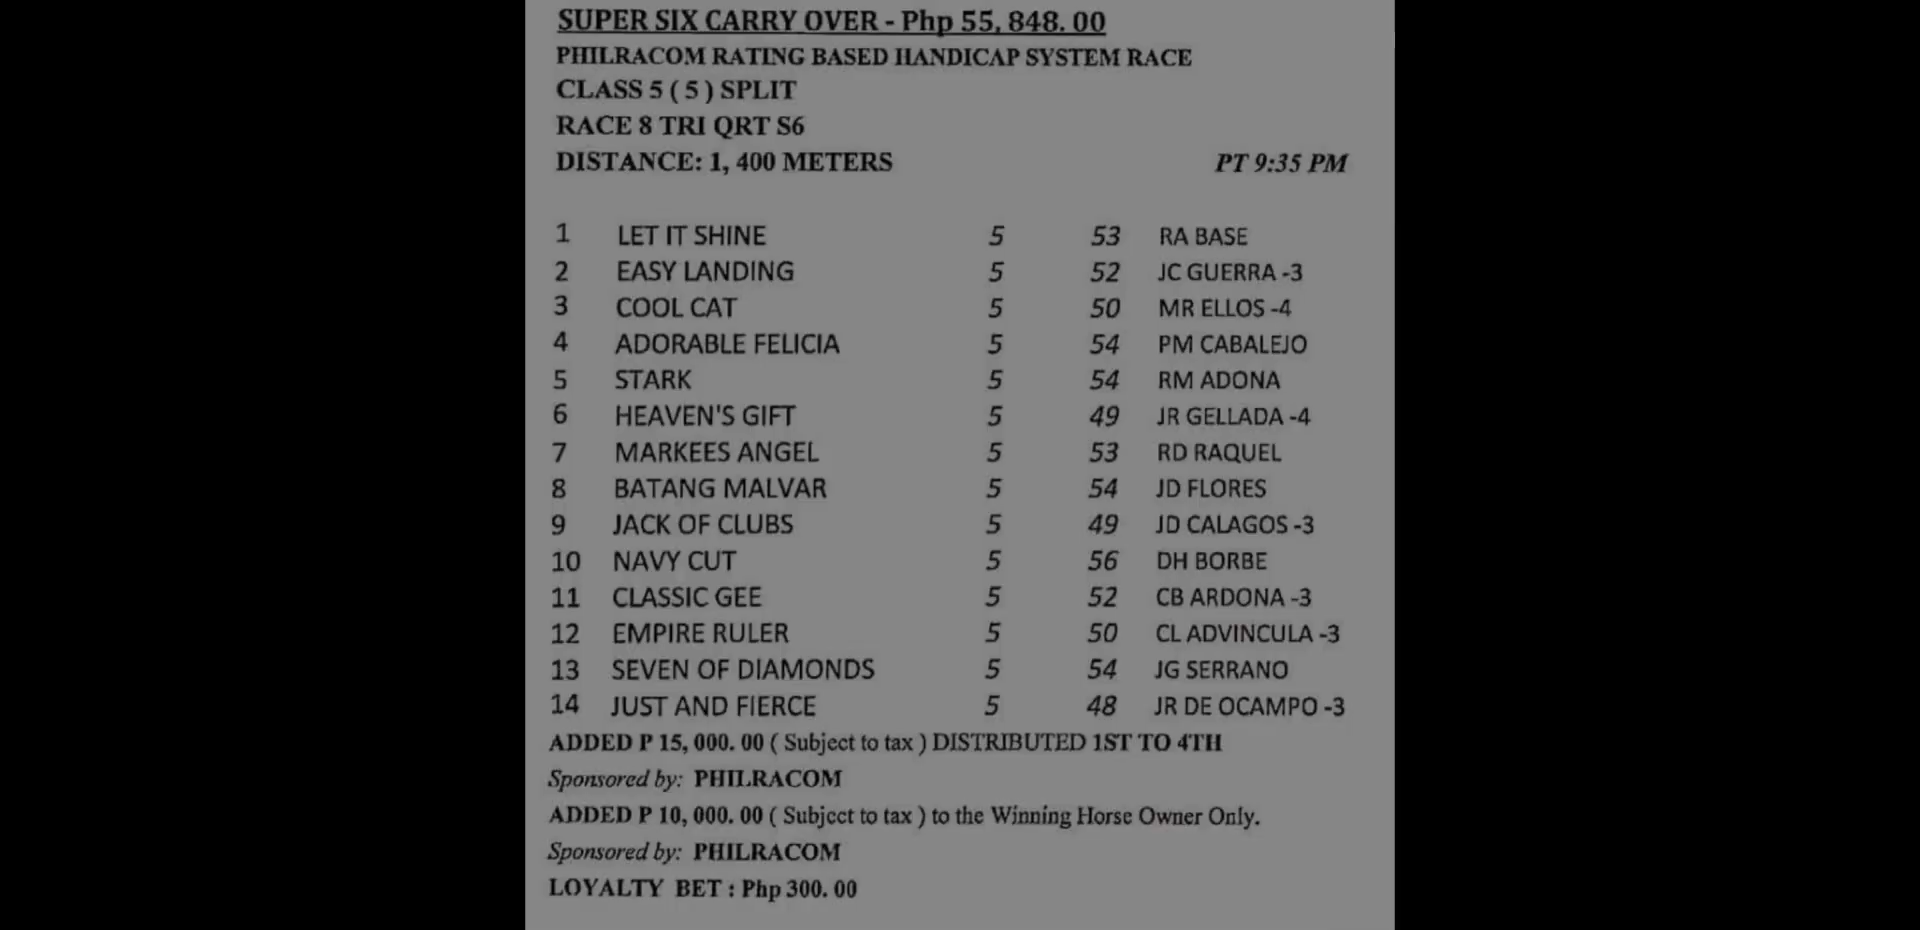 SUPER SIX CARRY OVER - Php 55, 848. 00
PHILRACOM RATING BASED HANDICAP SYSTEM RACE
CLASS 5 ( 5 ) SPLIT
RACE 8 TRI QRT S6
DISTANCE: 1, 400 METERS PT 9:35 PM
1 LET IT SHINE 5 53 RA BASE
2 EASY LANDING 5 52 JC GUERRA -3
3 COOL CAT 5 50 MR ELLOS -4
4 ADORABLE FELICIA 5 54 PM CABALEJO
5 STARK 5 54 RM ADONA
6 HEAVEN'S GIFT 5 49 JR GELLADA -4
7 MARKEES ANGEL 5 53 RD RAQUEL
8 BATANG MALVAR 5 54 JD FLORES
9 JACK OF CLUBS 5 49 JD CALAGOS -3
10 NAVY CUT 5 56 DH BORBE
11 CLASSIC GEE 5 52 CB ARDONA -3
12 EMPIRE RULER 5 50 CL ADVINCULA -3
13 SEVEN OF DIAMONDS 5 54 JG SERRANO
14 JUST AND FIERCE 5 48 JR DE OCAMPO -3
ADDED P 15, 000. 00 ( Subject to tax ) DISTRIBUTED 1ST TO 4TH
Sponsored by: PHILRACOM
ADDED P 10, 000. 00 ( Subject to tax ) to the Winning Horse Owner Only.
Sponsored by: PHILRACOM
LOYALTY BET : Php 300. 00